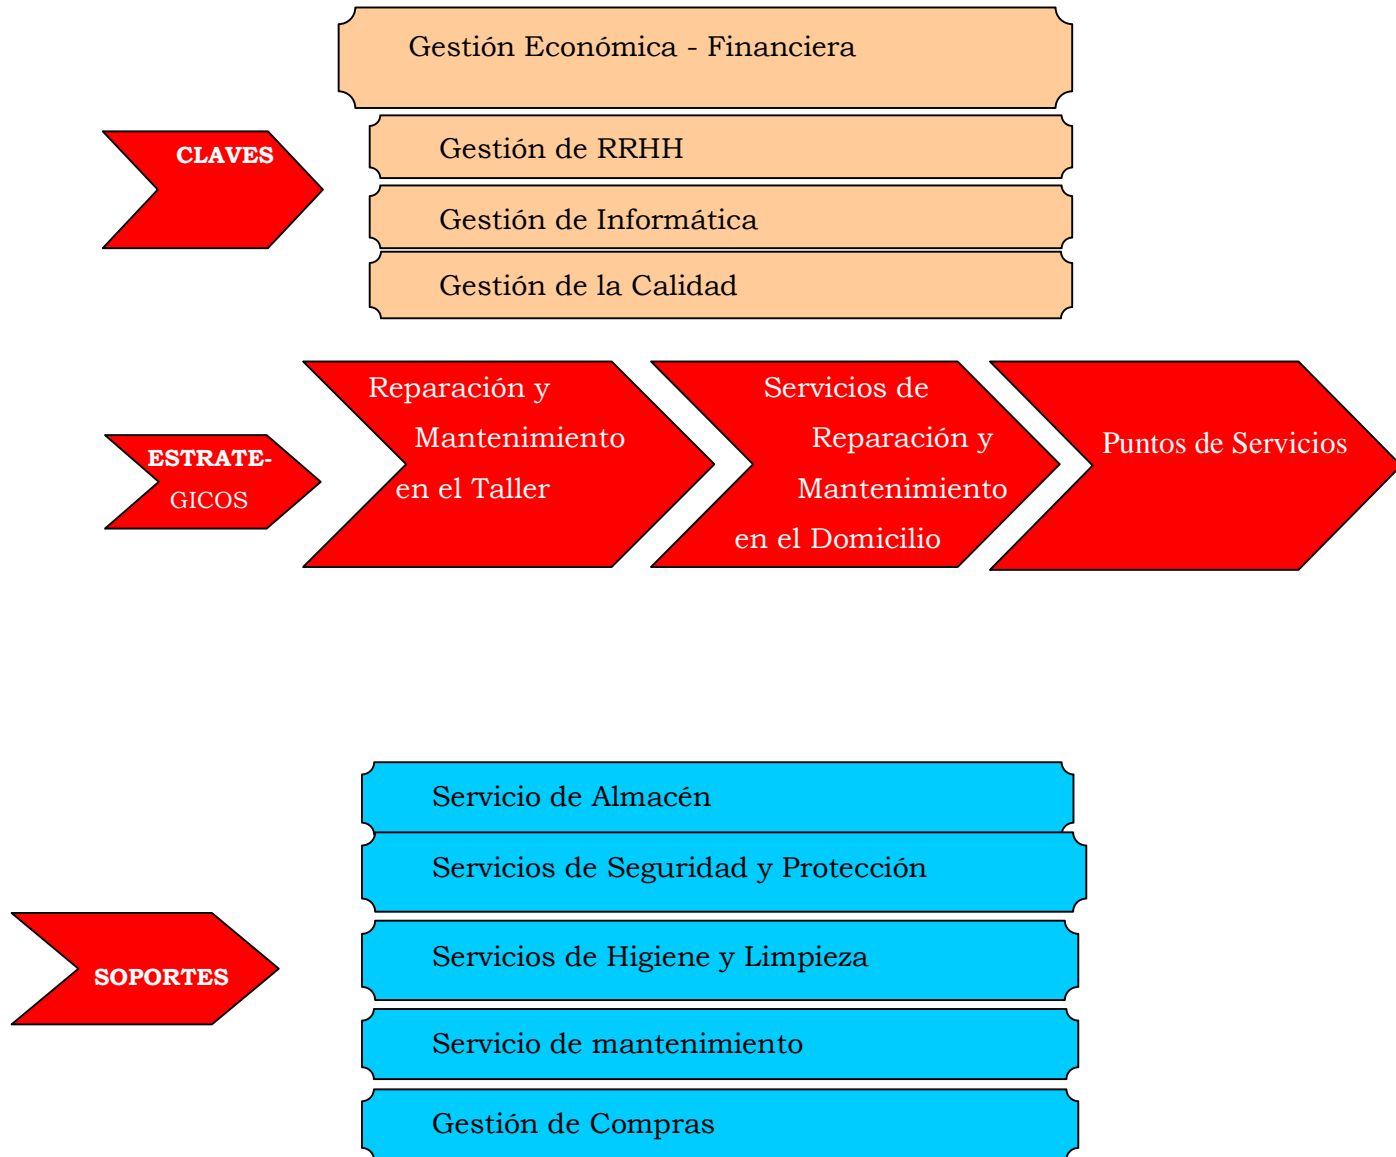 Gestión Económica - Financiera
CLAVES
Gestión de RRHH
Gestión de Informática
Gestión de la Calidad
ESTRATE-
GICOS
Reparación y
Mantenimiento
en el Taller
Servicios de
Reparación y
Mantenimiento
en el Domicilio
Puntos de Servicios
Servicio de Almacén
Servicios de Seguridad y Protección
SOPORTES
Servicios de Higiene y Limpieza
Servicio de mantenimiento
Gestión de Compras